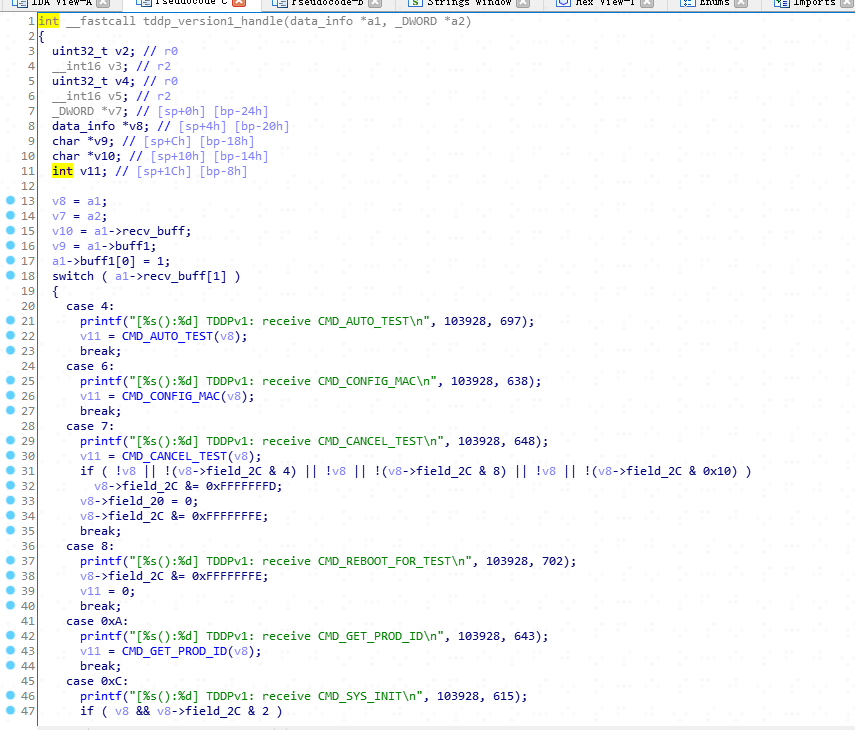 IDA View-A Pseudocode-C Pseudocode-B Strings window Hex View-1 Enums Imports
1 int __fastcall tddp_version1_handle(data_info *a1, _DWORD *a2)
2 {
3 uint32_t v2; // r0
4 __int16 v3; // r2
5 uint32_t v4; // r0
6 __int16 v5; // r2
7 _DWORD *v7; // [sp+0h] [bp-24h]
8 data_info *v8; // [sp+4h] [bp-20h]
9 char *v9; // [sp+Ch] [bp-18h]
10 char *v10; // [sp+10h] [bp-14h]
11 int v11; // [sp+1Ch] [bp-8h]
12
13 v8 = a1;
14 v7 = a2;
15 v10 = a1->recv_buff;
16 v9 = a1->buff1;
17 a1->buff1[0] = 1;
18 switch ( a1->recv_buff[1] )
19 {
20 case 4:
21 printf("[%s():%d] TDDPv1: receive CMD_AUTO_TEST\n", 103928, 697);
22 v11 = CMD_AUTO_TEST(v8);
23 break;
24 case 6:
25 printf("[%s():%d] TDDPv1: receive CMD_CONFIG_MAC\n", 103928, 638);
26 v11 = CMD_CONFIG_MAC(v8);
27 break;
28 case 7:
29 printf("[%s():%d] TDDPv1: receive CMD_CANCEL_TEST\n", 103928, 648);
30 v11 = CMD_CANCEL_TEST(v8);
31 if ( !v8 || !(v8->field_2C & 4) || !v8 || !(v8->field_2C & 8) || !v8 || !(v8->field_2C & 0x10) )
32 v8->field_2C &= 0xFFFFFFFD;
33 v8->field_20 = 0;
34 v8->field_2C &= 0xFFFFFFFE;
35 break;
36 case 8:
37 printf("[%s():%d] TDDPv1: receive CMD_REBOOT_FOR_TEST\n", 103928, 702);
38 v8->field_2C &= 0xFFFFFFFE;
39 v11 = 0;
40 break;
41 case 0xA:
42 printf("[%s():%d] TDDPv1: receive CMD_GET_PROD_ID\n", 103928, 643);
43 v11 = CMD_GET_PROD_ID(v8);
44 break;
45 case 0xC:
46 printf("[%s():%d] TDDPv1: receive CMD_SYS_INIT\n", 103928, 615);
47 if ( v8 && v8->field_2C & 2 )